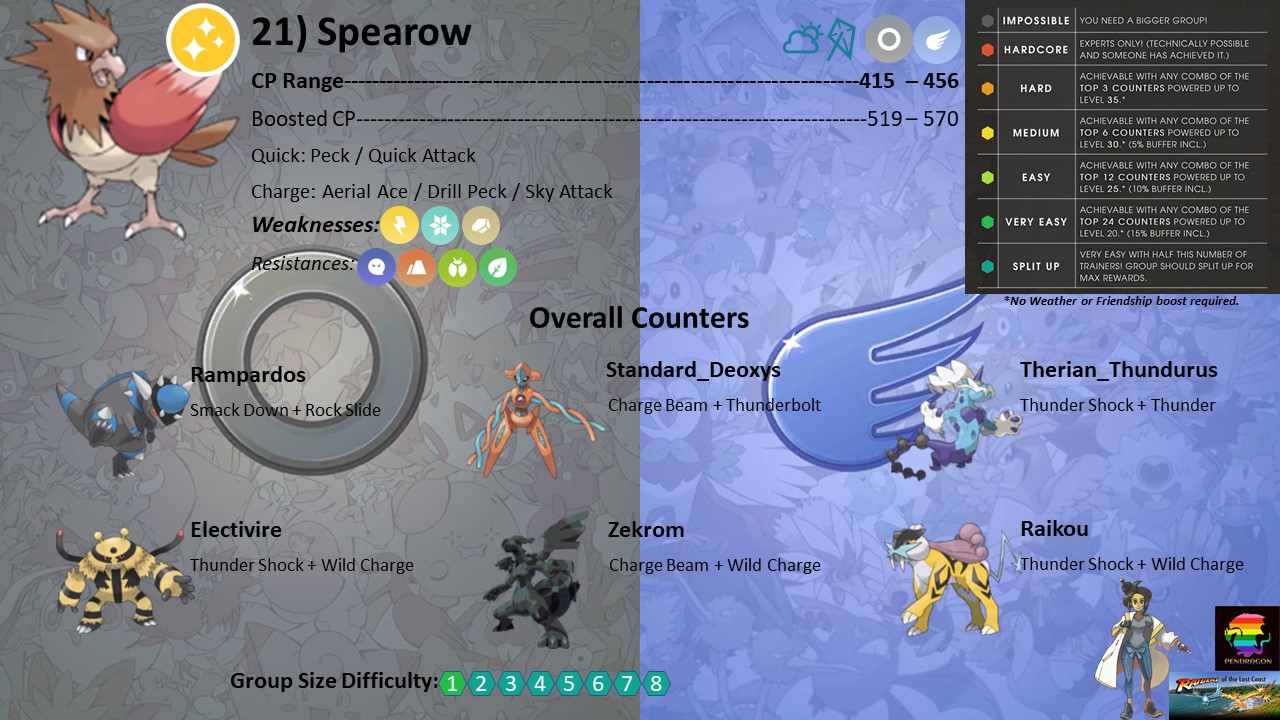 21) Spearow
CP Range---415 – 456
Boosted CP---519 – 570
Quick: Peck / Quick Attack
Charge: Aerial Ace / Drill Peck / Sky Attack
Weaknesses:
Resistances:
IMPOSSIBLE YOU NEED A BIGGER GROUP!
HARDCORE EXPERTS ONLY! (TECHNICALLY POSSIBLE
AND SOMEONE HAS ACHIEVED IT.)
HARD ACHIEVABLE WITH ANY COMBO OF THE
TOP 3 COUNTERS POWERED UP TO
LEVEL 35.*
MEDIUM ACHIEVABLE WITH ANY COMBO OF THE
TOP 6 COUNTERS POWERED UP TO
LEVEL 30.* (5% BUFFER INCL.)
EASY ACHIEVABLE WITH ANY COMBO OF THE
TOP 12 COUNTERS POWERED UP TO
LEVEL 25.* (10% BUFFER INCL.)
VERY EASY ACHIEVABLE WITH ANY COMBO OF THE
TOP 24 COUNTERS POWERED UP TO
LEVEL 20.* (15% BUFFER INCL.)
SPLIT UP VERY EASY WITH HALF THIS NUMBER OF
TRAINERS! GROUP SHOULD SPLIT UP FOR
MAX REWARDS.
*No Weather or Friendship boost required.
Overall Counters
Rampardos
Smack Down + Rock Slide
Standard_Deoxys
Charge Beam + Thunderbolt
Therian_Thundurus
Thunder Shock + Thunder
Electivire
Thunder Shock + Wild Charge
Zekrom
Charge Beam + Wild Charge
Raikou
Thunder Shock + Wild Charge
Group Size Difficulty: 1 2 3 4 5 6 7 8
PENDRAGON
RAIDERS of the Lost Coast